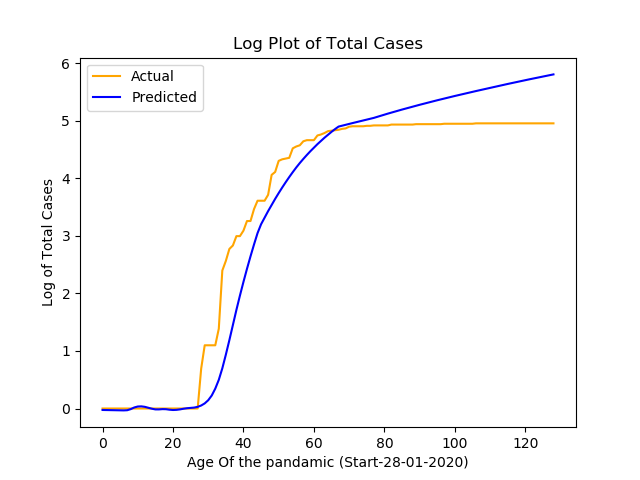 Log Plot of Total Cases
Actual
Predicted
6
5
4
3
2
1
0
Log of Total Cases
0 20 40 60 80 100 120
Age Of the pandamic (Start-28-01-2020)